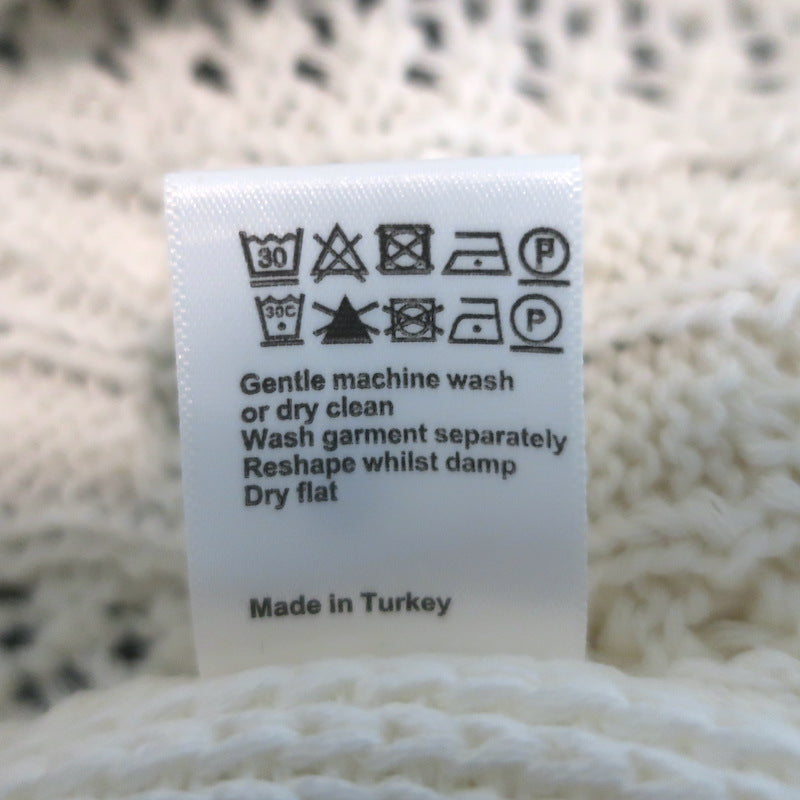 30 P
30C P
Gentle machine wash
or dry clean
Wash garment separately
Reshape whilst damp
Dry flat
Made in Turkey